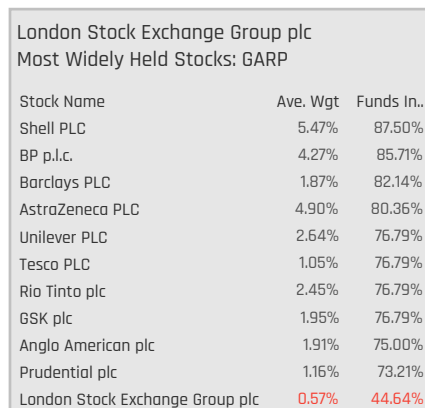 London Stock Exchange Group plc
Most Widely Held Stocks: GARP
Stock Name Ave. Wgt Funds In..
Shell PLC 5.47% 87.50%
BP p.l.c. 4.27% 85.71%
Barclays PLC 1.87% 82.14%
AstraZeneca PLC 4.90% 80.36%
Unilever PLC 2.64% 76.79%
Tesco PLC 1.05% 76.79%
Rio Tinto plc 2.45% 76.79%
GSK plc 1.95% 76.79%
Anglo American plc 1.91% 75.00%
Prudential plc 1.16% 73.21%
London Stock Exchange Group plc 0.57% 44.64%